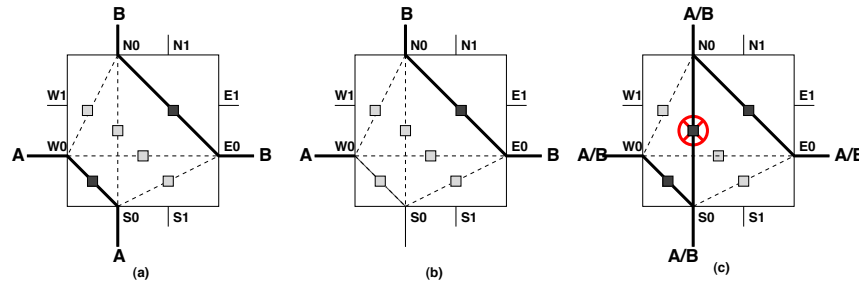 B
N0 N1
W1 E1
W0 E0
A B
S0 S1
A
(a)
B
N0 N1
W1 E1
W0 E0
A B
S0 S1
(b)
A/B
N0 N1
W1 E1
W0 E0
A/B A/B
S0 S1
A/B
(c)